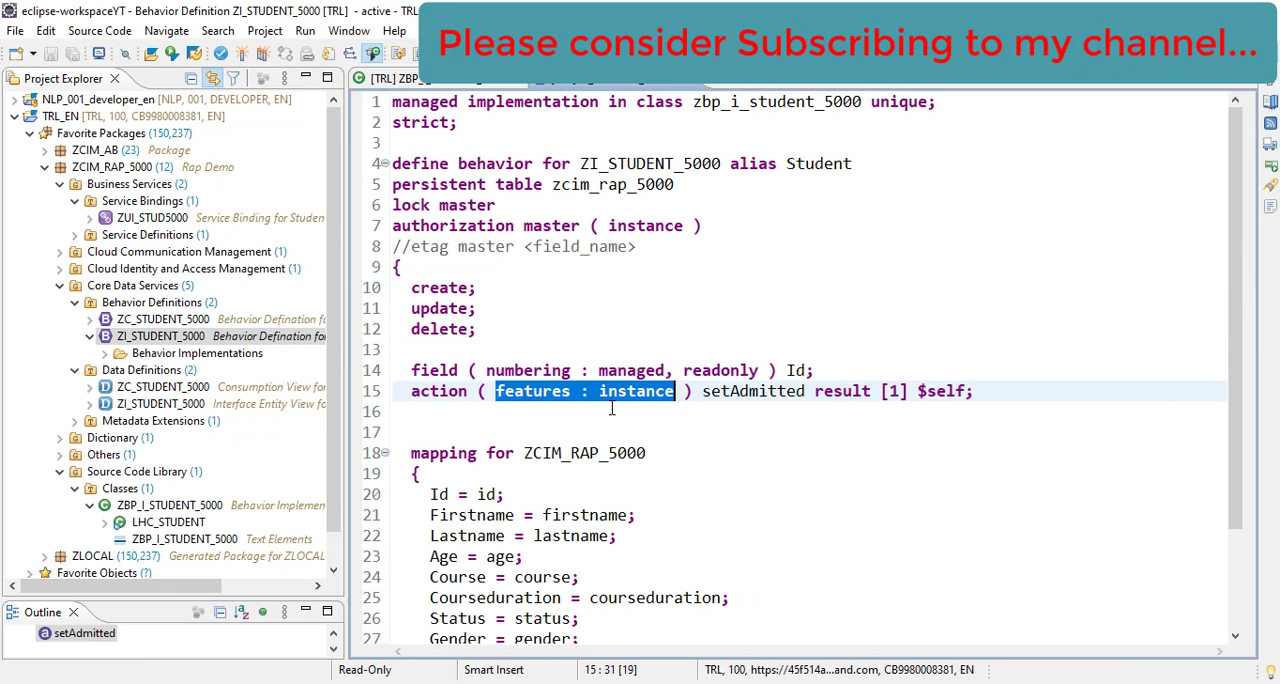 eclipse-workspaceYT - Behavior Definition ZI_STUDENT_5000 [TRL] - active - TRL
Please consider Subscribing to my channel...
File Edit Source Code Navigate Search Project Run Window Help
Project Explorer
[TRL] ZBP_
NLP_001_developer_en [NLP, 001, DEVELOPER, EN]
TRL_EN [TRL, 100, CB9980008381, EN]
Favorite Packages (150,237)
ZCIM_AB (23) Package
ZCIM_RAP_5000 (12) Rap Demo
Business Services (2)
Service Bindings (1)
ZUI_STUD5000 Service Binding for Studen
Service Definitions (1)
Cloud Communication Management (1)
Cloud Identity and Access Management (1)
Core Data Services (5)
Behavior Definitions (2)
ZC_STUDENT_5000 Behavior Defination fo
ZI_STUDENT_5000 Behavior Defination for
Behavior Implementations
Data Definitions (2)
ZC_STUDENT_5000 Consumption View for
ZI_STUDENT_5000 Interface Entity View fo
Metadata Extensions (1)
Dictionary (1)
Others (1)
Source Code Library (1)
Classes (1)
ZBP_I_STUDENT_5000 Behavior Implemen
LHC_STUDENT
ZBP_I_STUDENT_5000 Text Elements
ZLOCAL (150,237) Generated Package for ZLOCAL
Favorite Objects (?)
Outline
setAdmitted
1 managed implementation in class zbp_i_student_5000 unique;
2 strict;
3
4 define behavior for ZI_STUDENT_5000 alias Student
5 persistent table zcim_rap_5000
6 lock master
7 authorization master ( instance )
8 //etag master <field_name>
9 {
10 create;
11 update;
12 delete;
13
14 field ( numbering : managed, readonly ) Id;
15 action ( features : instance ) setAdmitted result [1] $self;
16
17
18 mapping for ZCIM_RAP_5000
19 {
20 Id = id;
21 Firstname = firstname;
22 Lastname = lastname;
23 Age = age;
24 Course = course;
25 Courseduration = courseduration;
26 Status = status;
27 Gender = gender;
Read-Only Smart Insert 15 : 31 [19] TRL, 100, https://45f514a...and.com, CB9980008381, EN